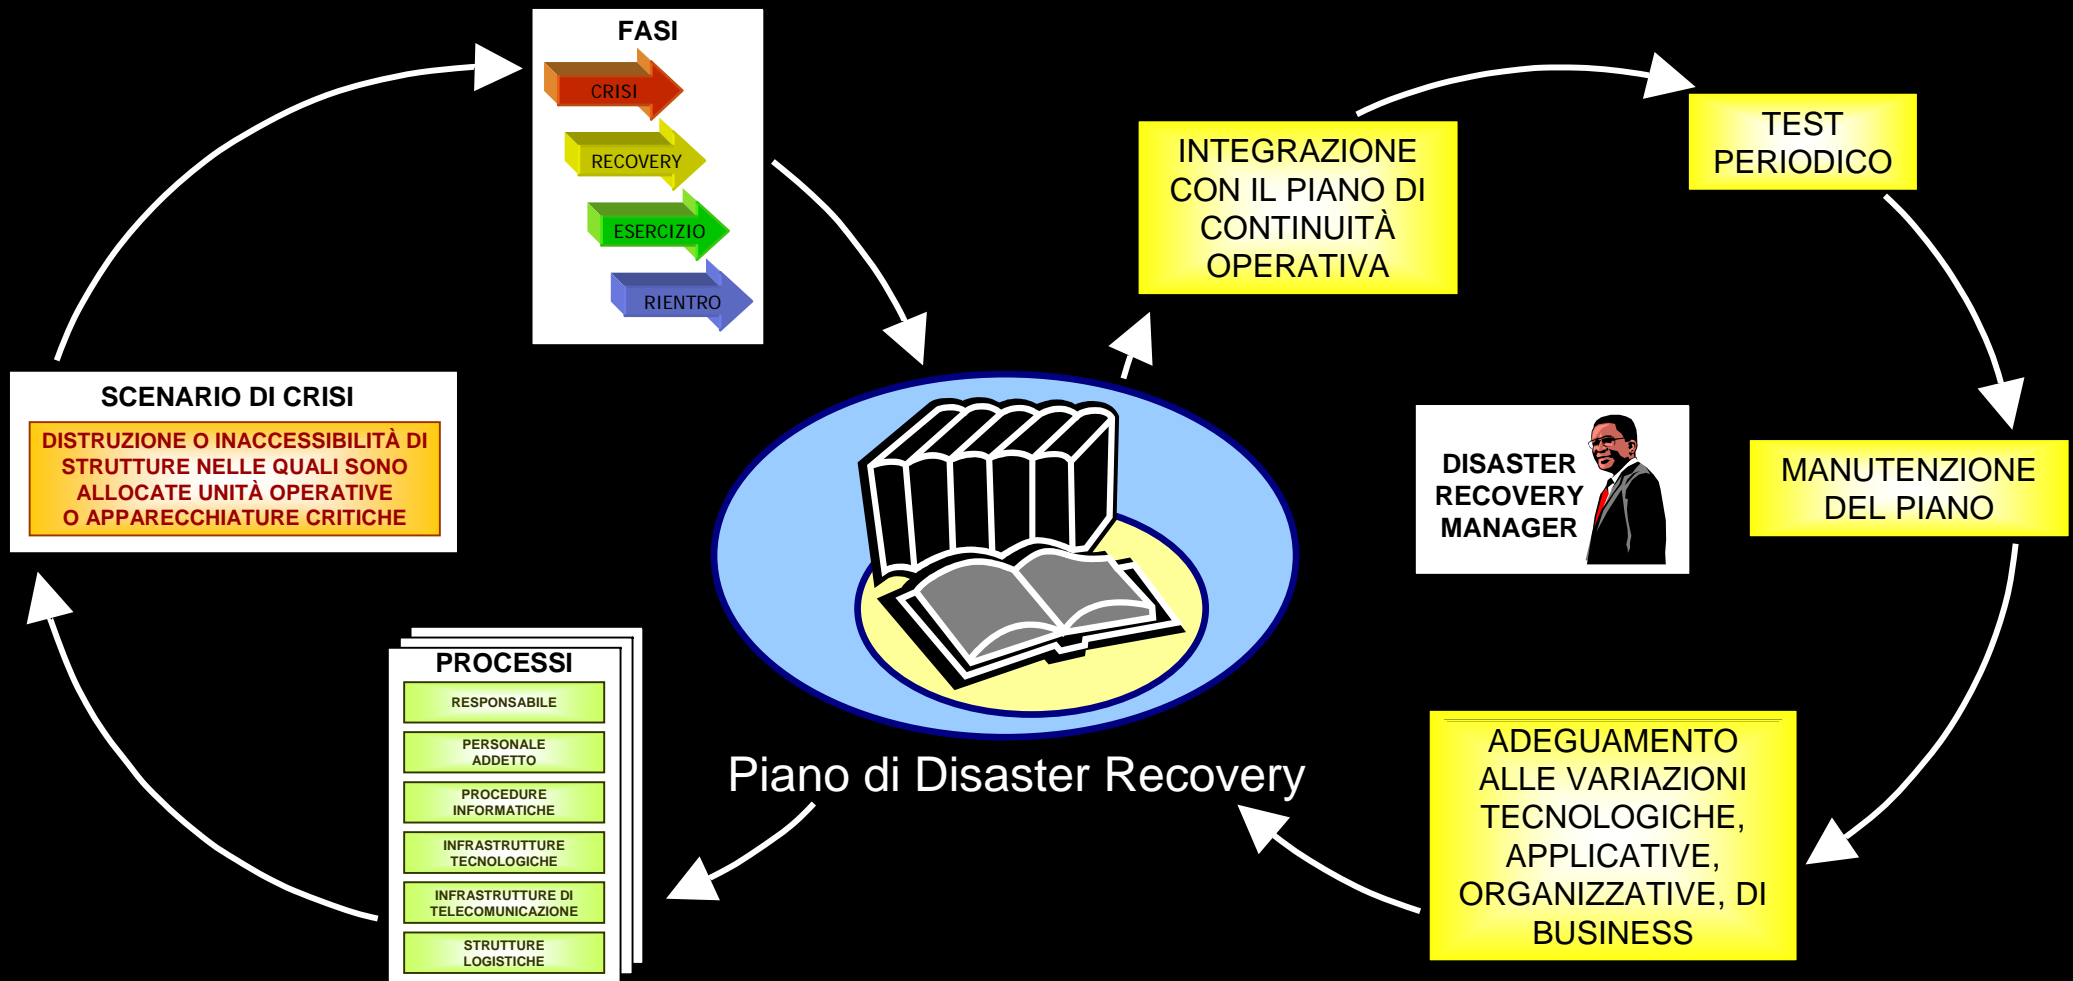 FASI
CRISI
RECOVERY
ESERCIZIO
RIENTRO
SCENARIO DI CRISI
DISTRUZIONE O INACCESSIBILITÀ DI
STRUTTURE NELLE QUALI SONO
ALLOCATE UNITÀ OPERATIVE
O APPARECCHIATURE CRITICHE
PROCESSI
RESPONSABILE
PERSONALE
ADDETTO
PROCEDURE
INFORMATICHE
INFRASTRUTTURE
TECNOLOGICHE
INFRASTRUTTURE DI
TELECOMUNICAZIONE
STRUTTURE
LOGISTICHE
Piano di Disaster Recovery
INTEGRAZIONE
CON IL PIANO DI
CONTINUITÀ
OPERATIVA
TEST
PERIODICO
DISASTER
RECOVERY
MANAGER
MANUTENZIONE
DEL PIANO
ADEGUAMENTO
ALLE VARIAZIONI
TECNOLOGICHE,
APPLICATIVE,
ORGANIZZATIVE, DI
BUSINESS